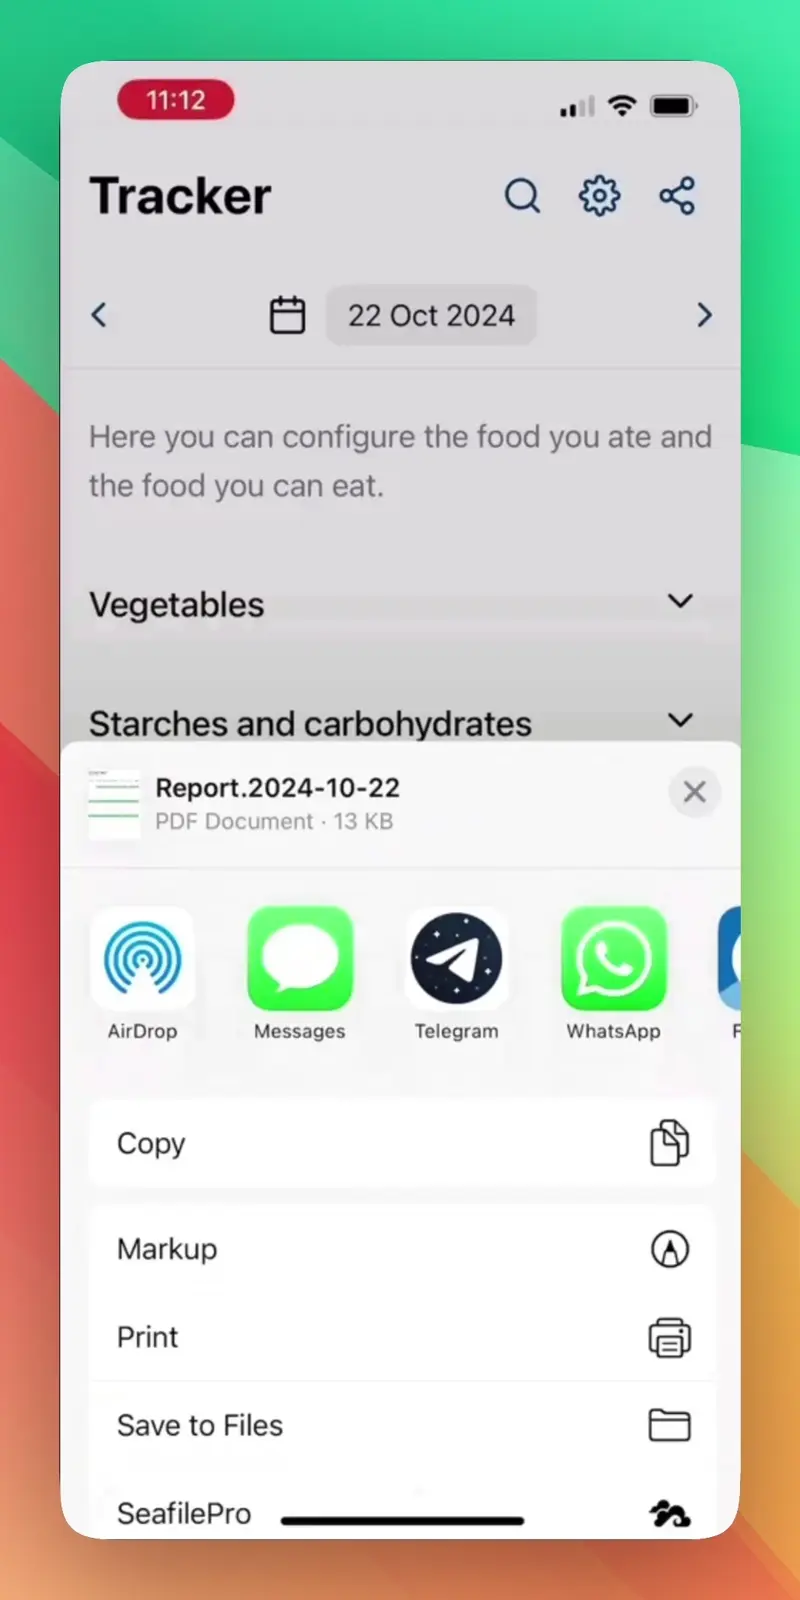 11:12
Tracker
22 Oct 2024
Here you can configure the food you ate and
the food you can eat.
Vegetables
Starches and carbohydrates
Report.2024-10-22
PDF Document · 13 KB
AirDrop
Messages
Telegram
WhatsApp
Copy
Markup
Print
Save to Files
SeafilePro